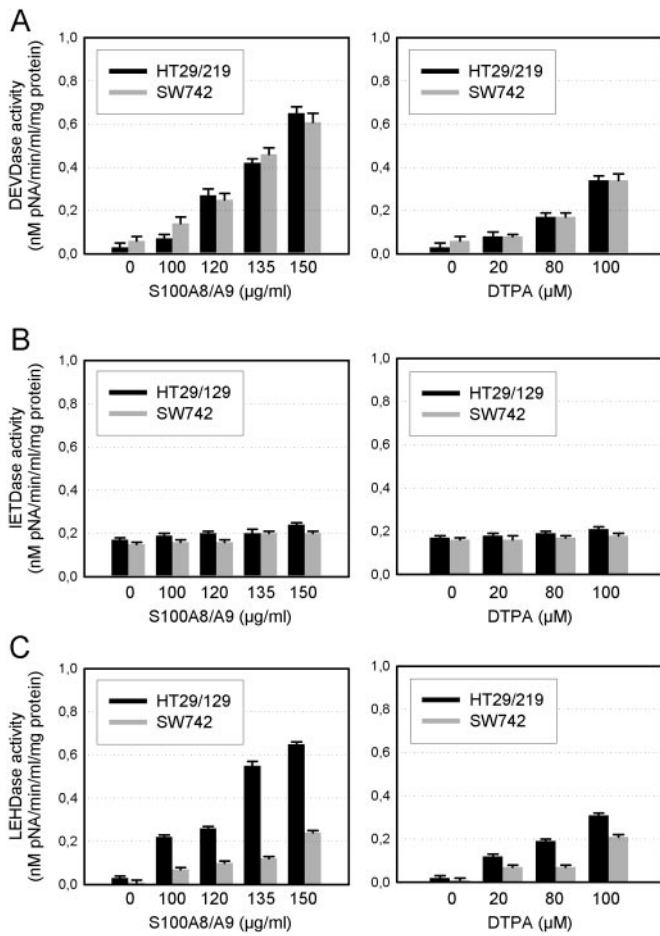 A
DEVDase activity
(nM pNA/min/ml/mg protein)
1,0
0,8
0,6
0,4
0,2
0,0
HT29/219
SW742
0 100 120 135 150
S100A8/A9 (µg/ml)
1,0
0,8
0,6
0,4
0,2
0,0
HT29/219
SW742
0 20 80 100
DTPA (µM)
B
IETDase activity
(nM pNA/min/ml/mg protein)
1,0
0,8
0,6
0,4
0,2
0,0
HT29/129
SW742
0 100 120 135 150
S100A8/A9 (µg/ml)
1,0
0,8
0,6
0,4
0,2
0,0
HT29/129
SW742
0 20 80 100
DTPA (µM)
C
LEHDase activity
(nM pNA/min/ml/mg protein)
1,0
0,8
0,6
0,4
0,2
0,0
HT29/129
SW742
0 100 120 135 150
S100A8/A9 (µg/ml)
1,0
0,8
0,6
0,4
0,2
0,0
HT29/219
SW742
0 20 80 100
DTPA (µM)